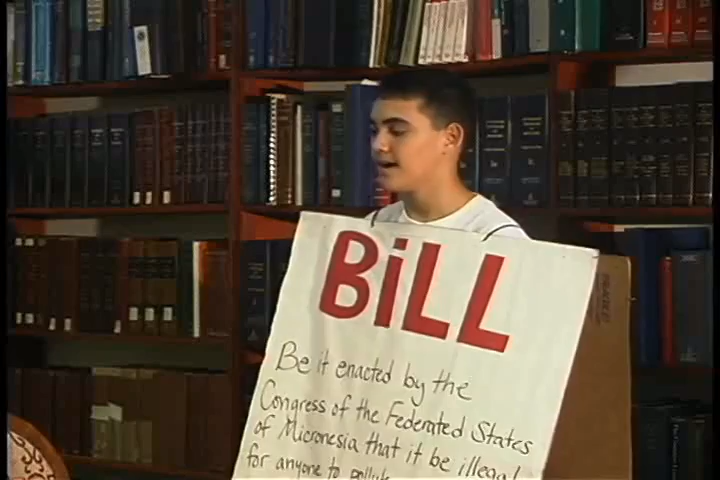 BiLL
Be it enacted by the
Congress of the Federated States
of Micronesia that it be illegal
for anyone to pollute